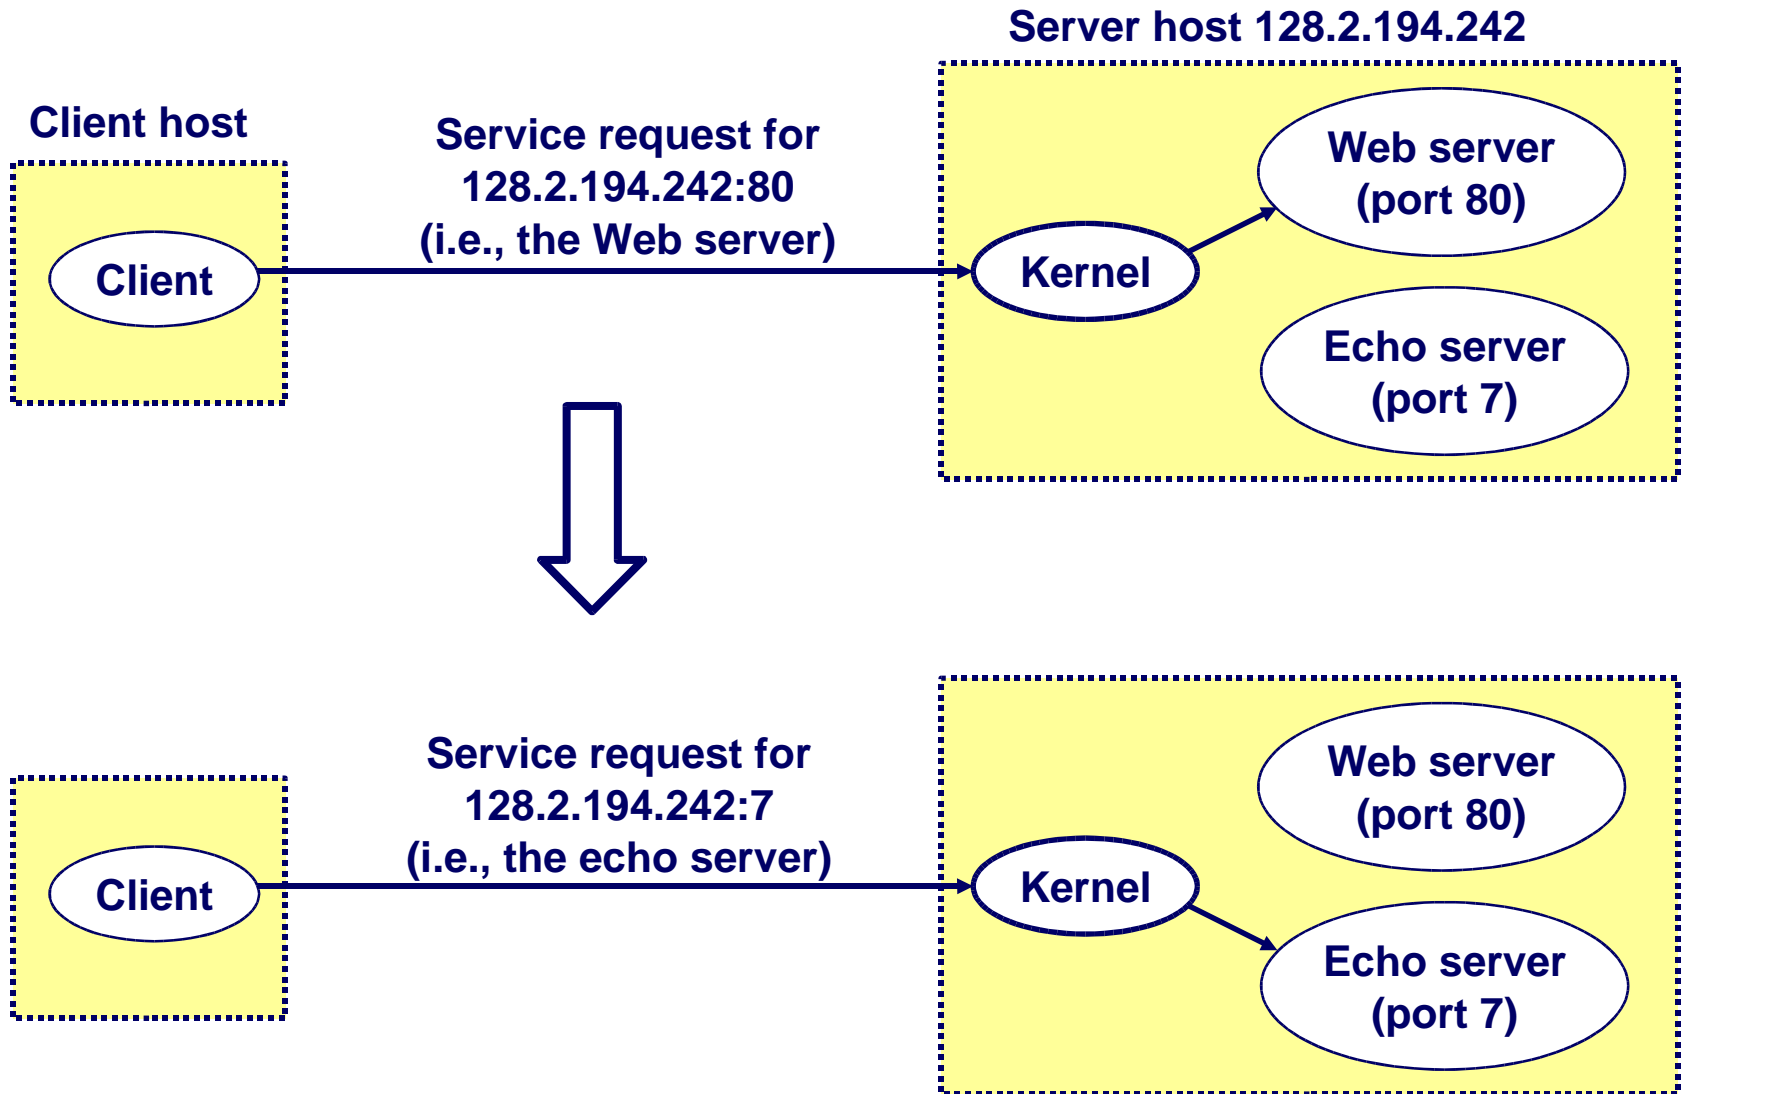 Server host 128.2.194.242
Client host
Service request for
128.2.194.242:80
(i.e., the Web server)
Client
Kernel
Web server
(port 80)
Echo server
(port 7)
Service request for
128.2.194.242:7
(i.e., the echo server)
Client
Kernel
Web server
(port 80)
Echo server
(port 7)